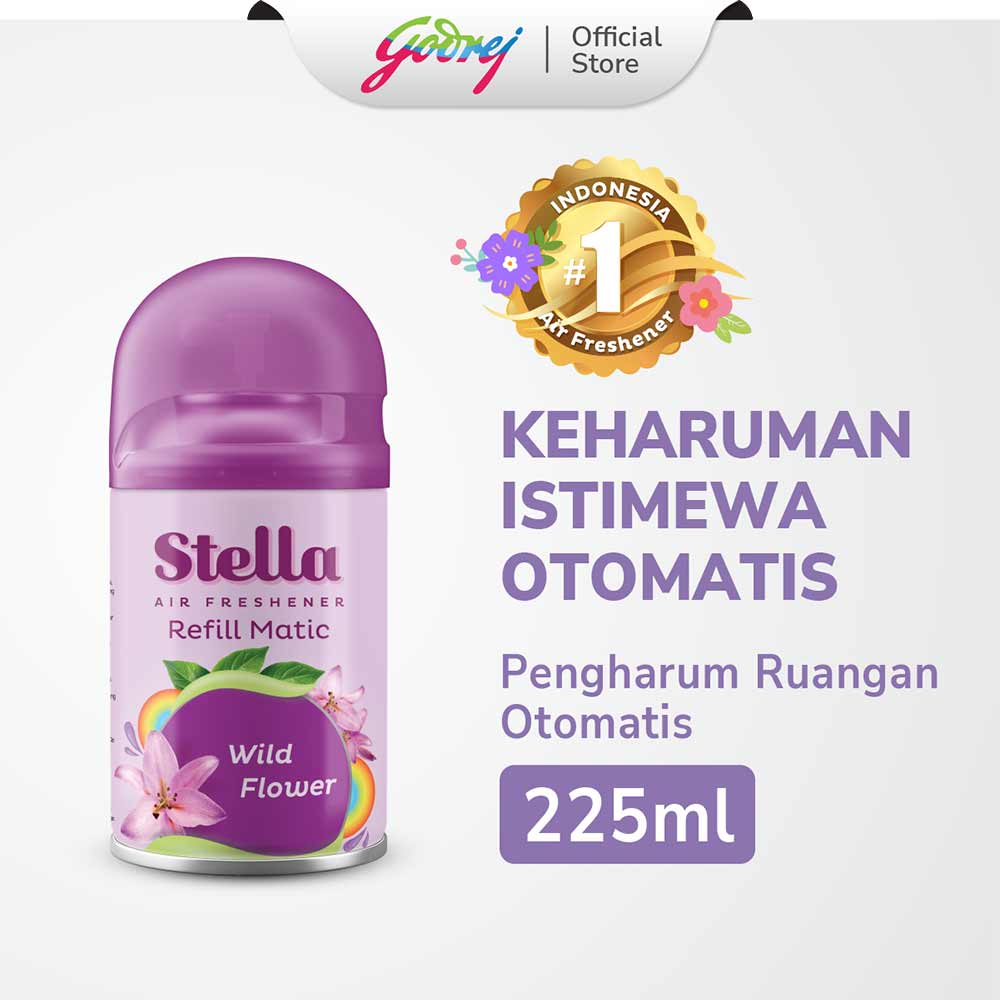 Godrej
Official
Store
INDONESIA
#1
Air Freshener
KEHARUMAN
ISTIMEWA
OTOMATIS
Pengharum Ruangan
Otomatis
225ml
Stella
AIR FRESHENER
Refill Matic
Wild
Flower